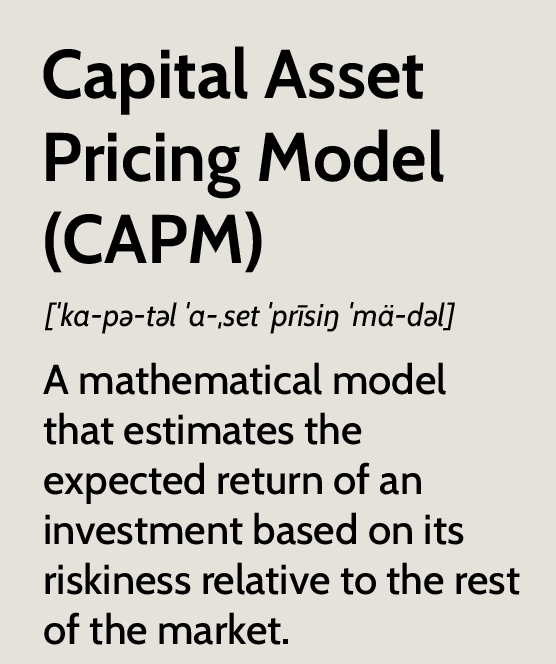 Capital Asset
Pricing Model
(CAPM)
[ˈka-pə-təl ˈa-ˌset ˈprīsiŋ ˈmä-dəl]
A mathematical model
that estimates the
expected return of an
investment based on its
riskiness relative to the rest
of the market.